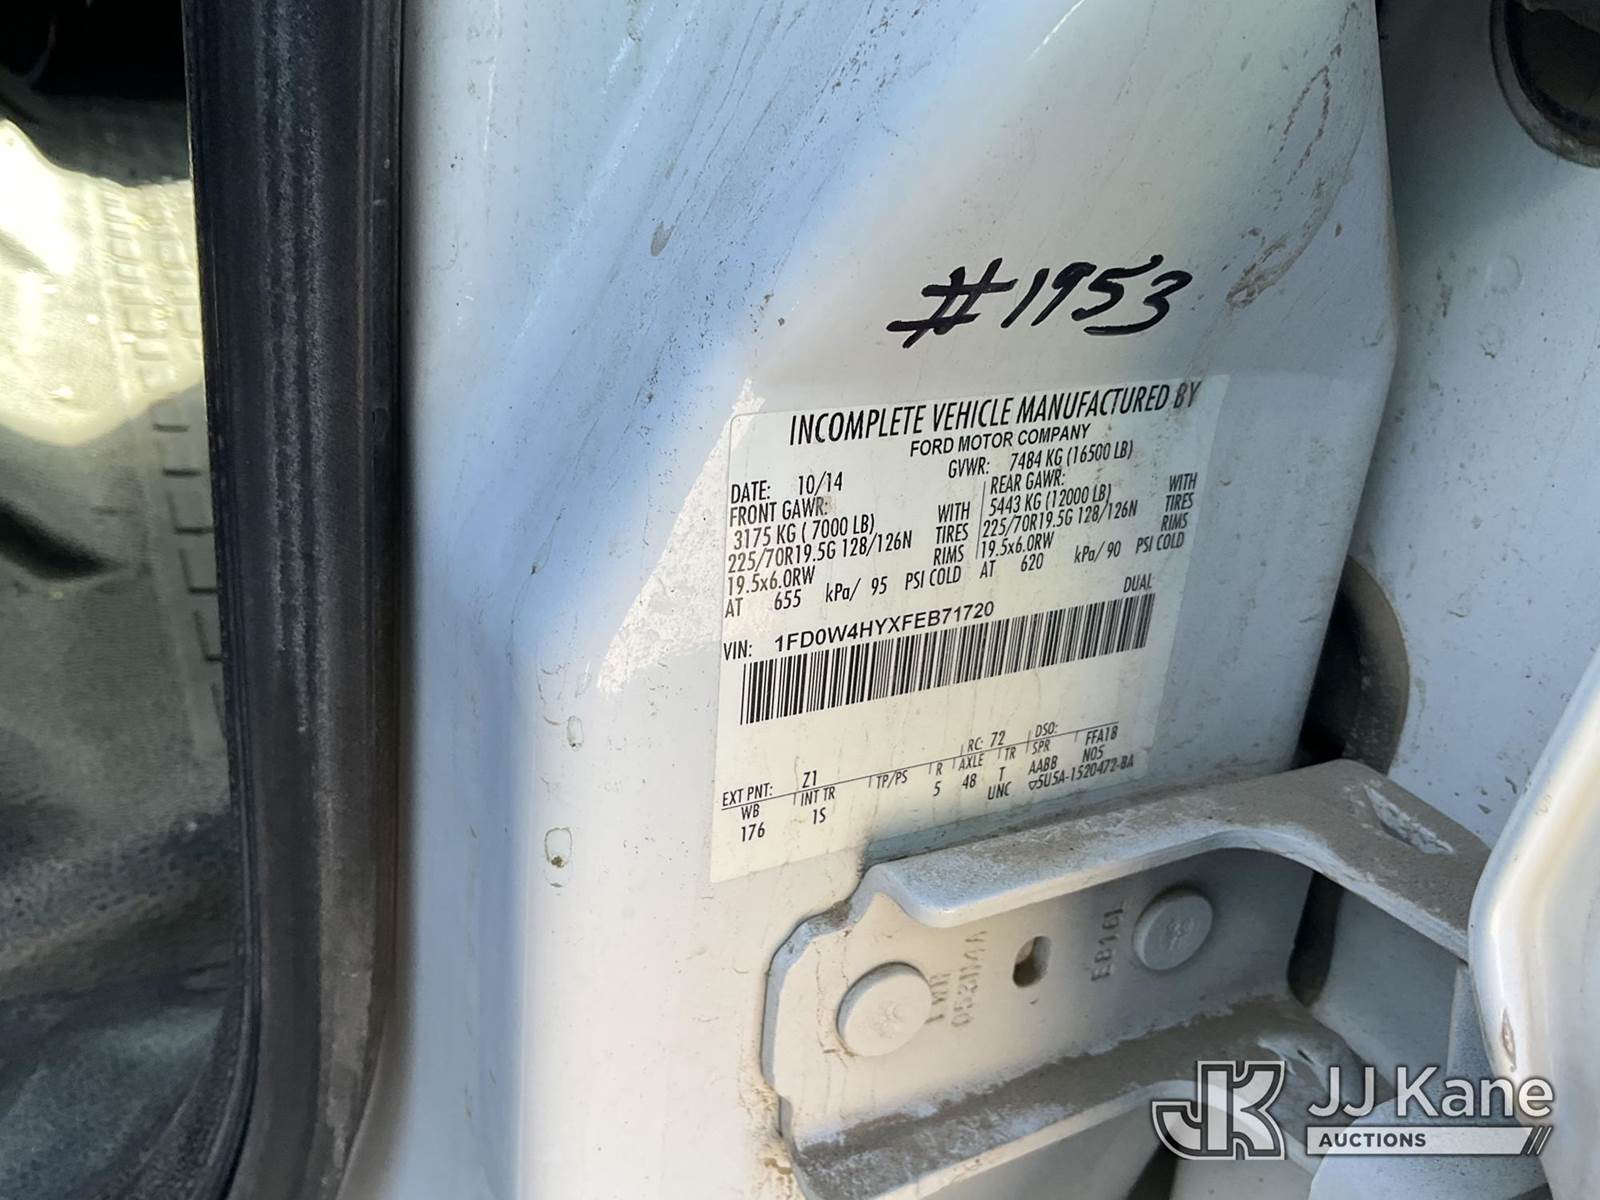 #1953
INCOMPLETE VEHICLE MANUFACTURED BY
FORD MOTOR COMPANY
DATE: 10/14 GVWR: 7484 KG (16500 LB)
FRONT GAWR: REAR GAWR:
3175 KG ( 7000 LB) WITH 5443 KG (12000 LB) WITH
225/70R19.5G 128/126N TIRES 225/70R19.5G 128/126N TIRES
19.5x6.0RW RIMS 19.5x6.0RW RIMS
AT 655 kPa/ 95 PSI COLD AT 620 kPa/ 90 PSI COLD
VIN: 1FD0W4HYXFEB71720 DUAL
EXT PNT: Z1 RC: 72 DSO: FFA18
WB INT TR TP/PS R AXLE TR SPR N05
176 1S 5 48 T AABB
UNC 5U5A-1520472-BA
JK JJ Kane
AUCTIONS